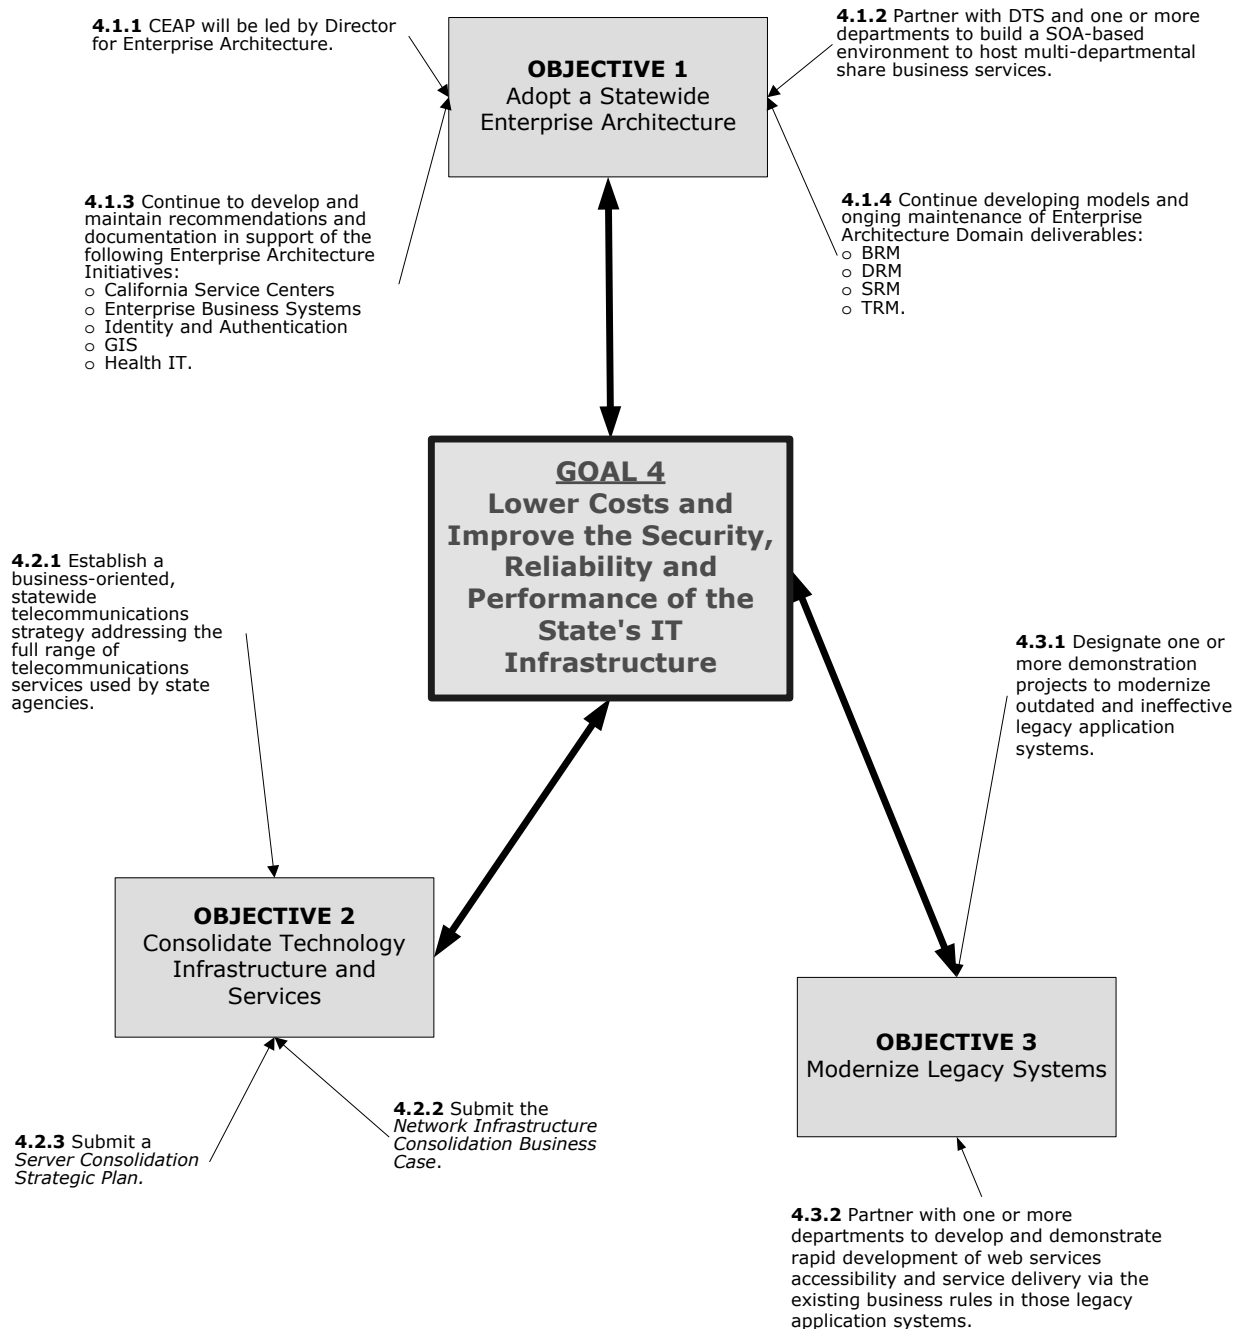 4.1.1 CEAP will be led by Director
for Enterprise Architecture.
4.1.2 Partner with DTS and one or more
departments to build a SOA-based
environment to host multi-departmental
share business services.
OBJECTIVE 1
Adopt a Statewide
Enterprise Architecture
4.1.3 Continue to develop and
maintain recommendations and
documentation in support of the
following Enterprise Architecture
Initiatives:
o California Service Centers
o Enterprise Business Systems
o Identity and Authentication
o GIS
o Health IT.
4.1.4 Continue developing models and
onging maintenance of Enterprise
Architecture Domain deliverables:
o BRM
o DRM
o SRM
o TRM.
GOAL 4
Lower Costs and
Improve the Security,
Reliability and
Performance of the
State's IT
Infrastructure
4.2.1 Establish a
business-oriented,
statewide
telecommunications
strategy addressing the
full range of
telecommunications
services used by state
agencies.
4.3.1 Designate one or
more demonstration
projects to modernize
outdated and ineffective
legacy application
systems.
OBJECTIVE 2
Consolidate Technology
Infrastructure and
Services
OBJECTIVE 3
Modernize Legacy Systems
4.2.3 Submit a
Server Consolidation
Strategic Plan.
4.2.2 Submit the
Network Infrastructure
Consolidation Business
Case.
4.3.2 Partner with one or more
departments to develop and demonstrate
rapid development of web services
accessibility and service delivery via the
existing business rules in those legacy
application systems.